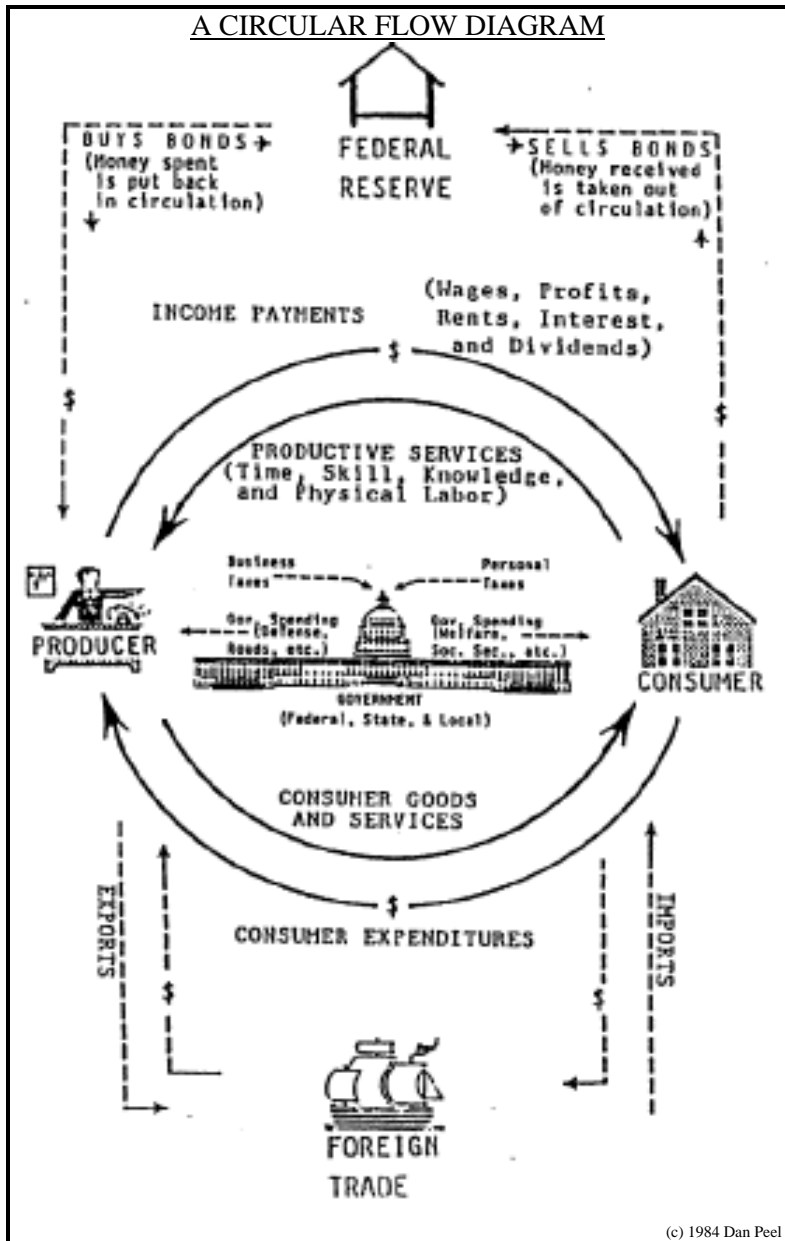 A CIRCULAR FLOW DIAGRAM
FEDERAL
RESERVE
BUYS BONDS
(Money spent
is put back
in circulation)
SELLS BONDS
(Money received
is taken out
of circulation)
INCOME PAYMENTS
(Wages, Profits,
Rents, Interest,
and Dividends)
$
$
$
PRODUCTIVE SERVICES
(Time, Skill, Knowledge,
and Physical Labor)
Business
Taxes
Personal
Taxes
PRODUCER
Gov. Spending
(Defense,
Roads, etc.)
Gov. Spending
(Welfare,
Soc. Sec., etc.)
CONSUMER
GOVERNMENT
(Federal, State, & Local)
CONSUMER GOODS
AND SERVICES
$
CONSUMER EXPENDITURES
EXPORTS
$
$
IMPORTS
FOREIGN
TRADE
(c) 1984 Dan Peel